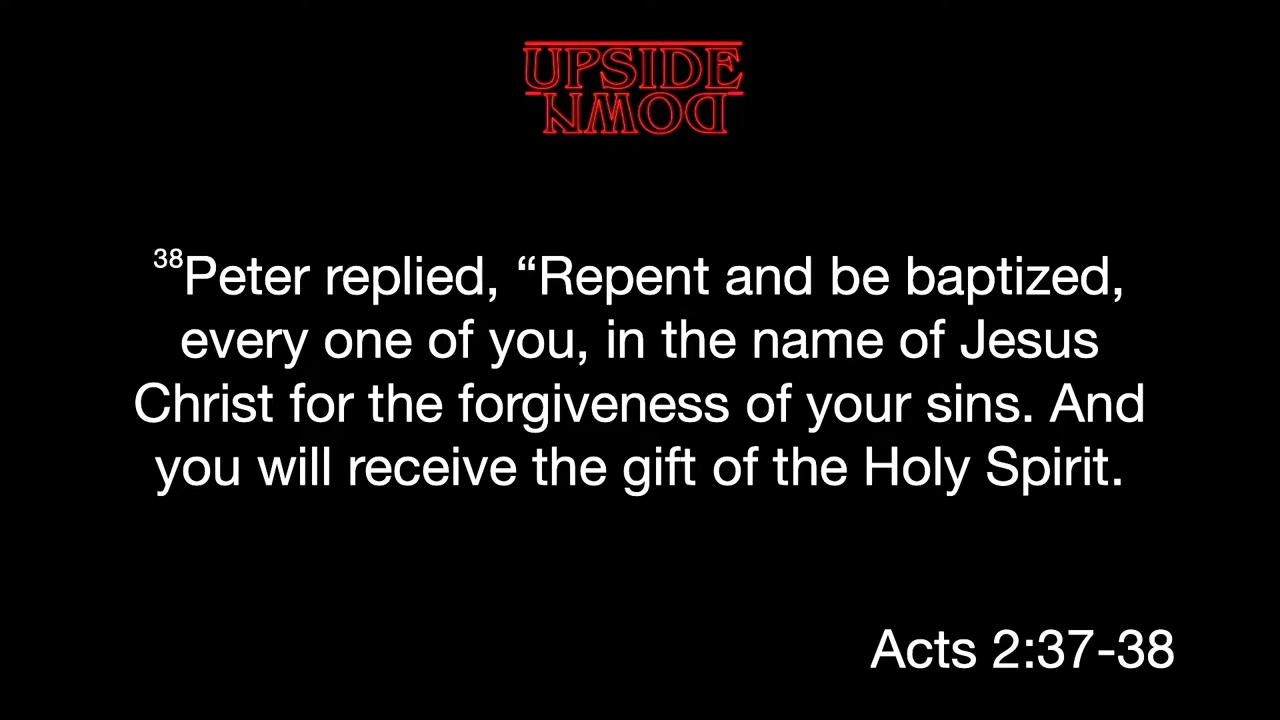 UPSIDE
DOWN
38Peter replied, “Repent and be baptized,
every one of you, in the name of Jesus
Christ for the forgiveness of your sins. And
you will receive the gift of the Holy Spirit.
Acts 2:37-38